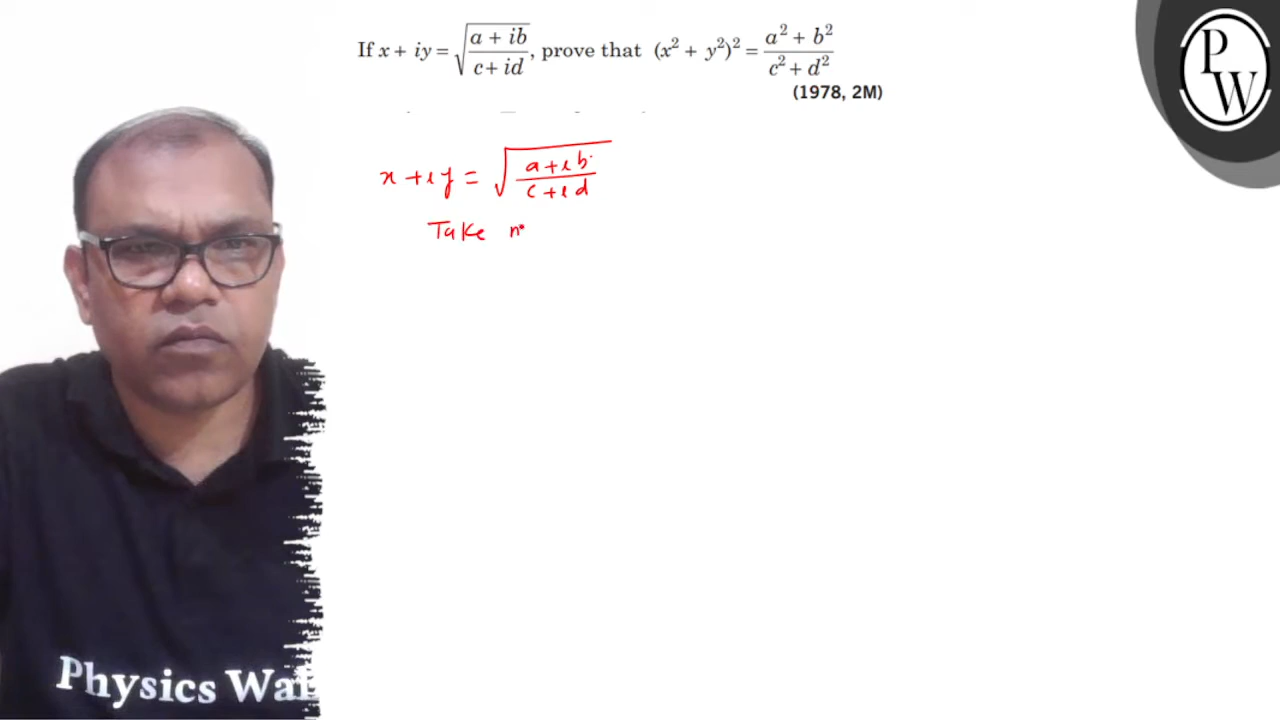 If x + iy = √((a + ib)/(c + id)), prove that (x² + y²)² = (a² + b²)/(c² + d²)
(1978, 2M)
x + iy = √((a + ib)/(c + id))
Take
P
W
Physics Wal